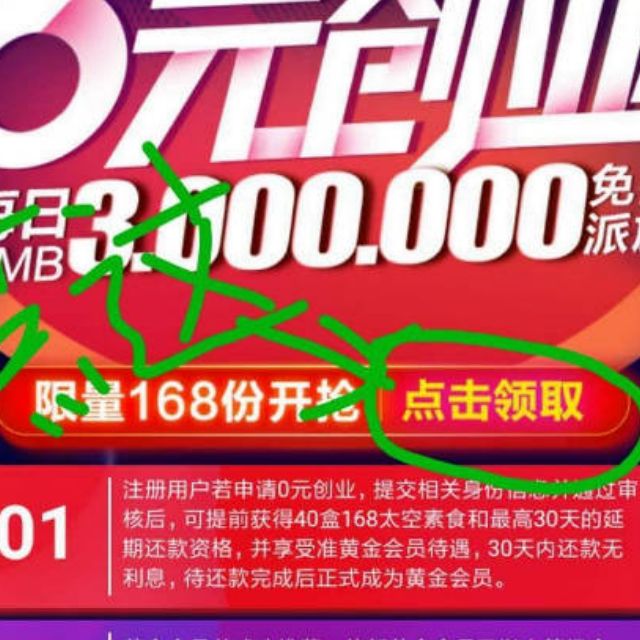 0元创业
每日 3.000.000 免
MB 派
限量168份开抢 点击领取
点这
01
注册用户若申请0元创业，提交相关身份信息并通过审
核后，可提前获得40盒168太空素食和最高30天的延
期还款资格，并享受准黄金会员待遇，30天内还款无
利息，待还款完成后正式成为黄金会员。